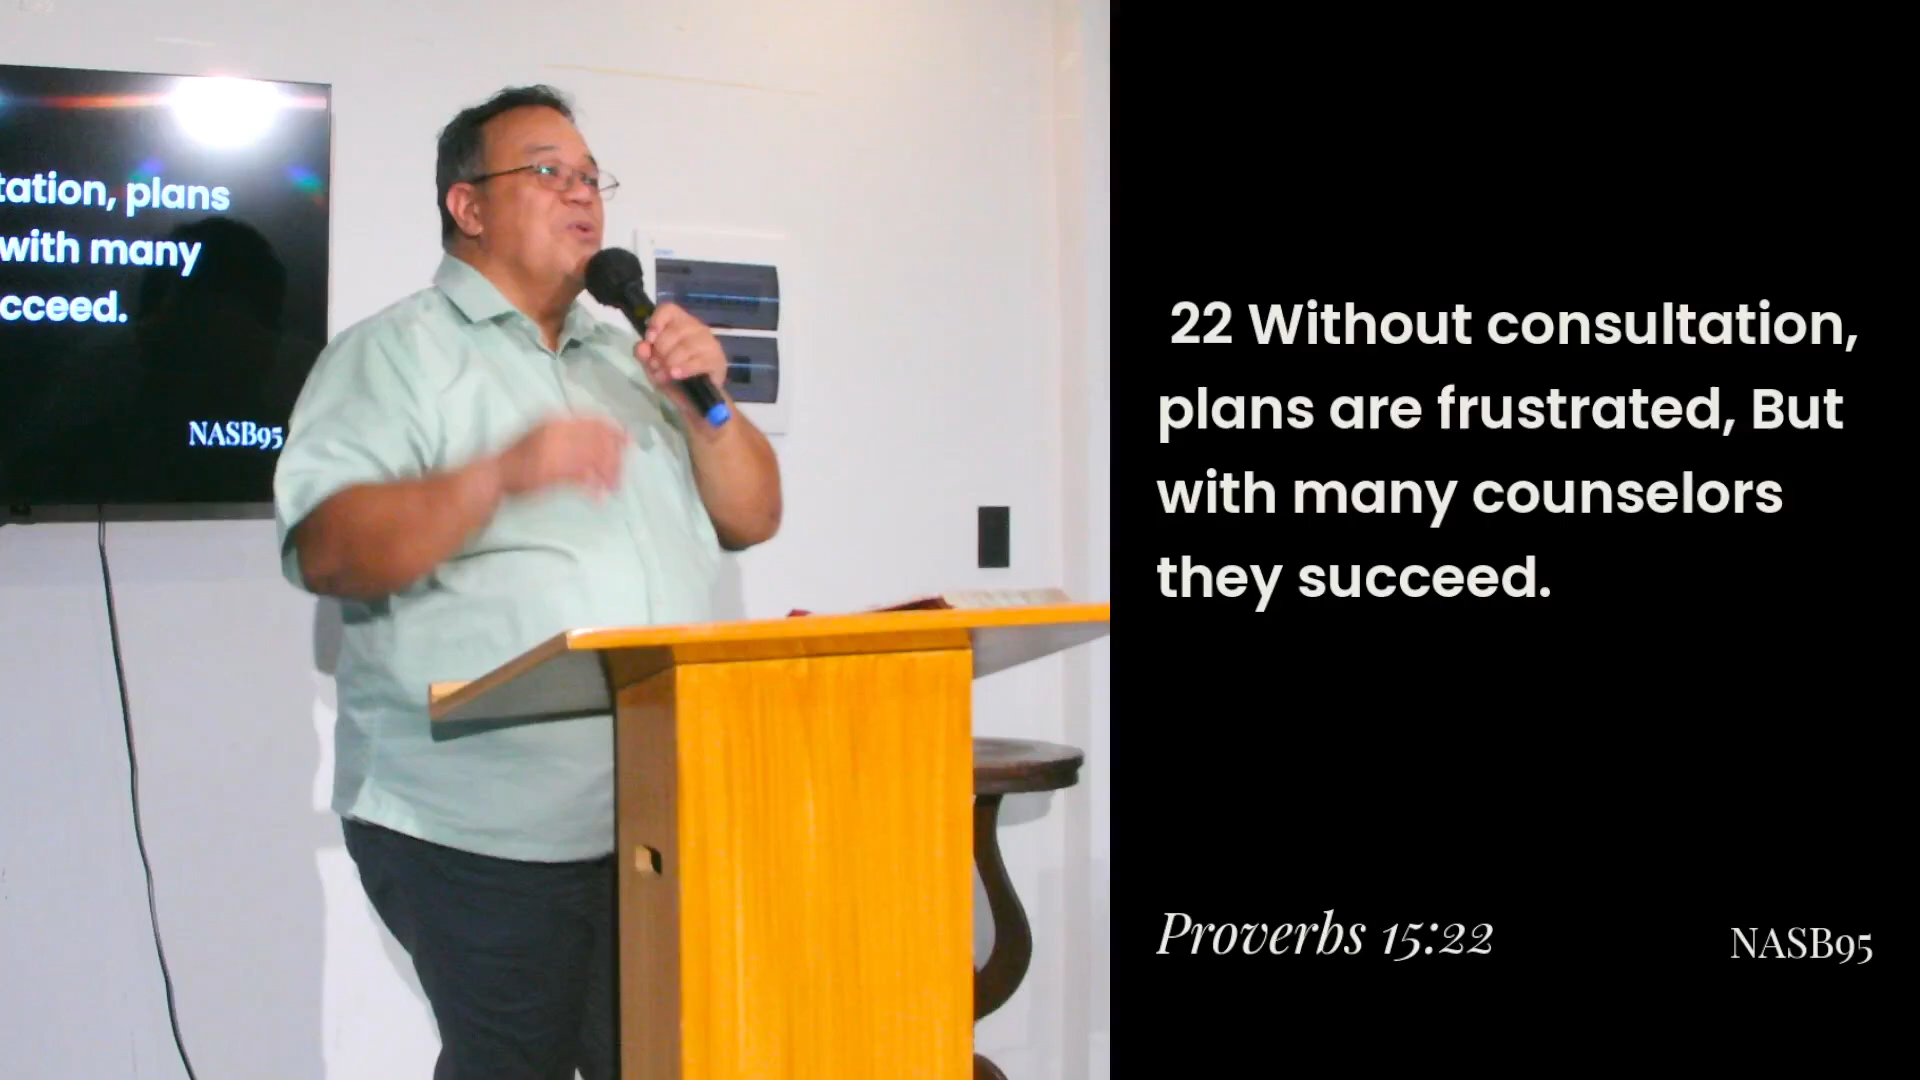 tation, plans
with many
cceed.
NASB95
22 Without consultation,
plans are frustrated, But
with many counselors
they succeed.
Proverbs 15:22
NASB95